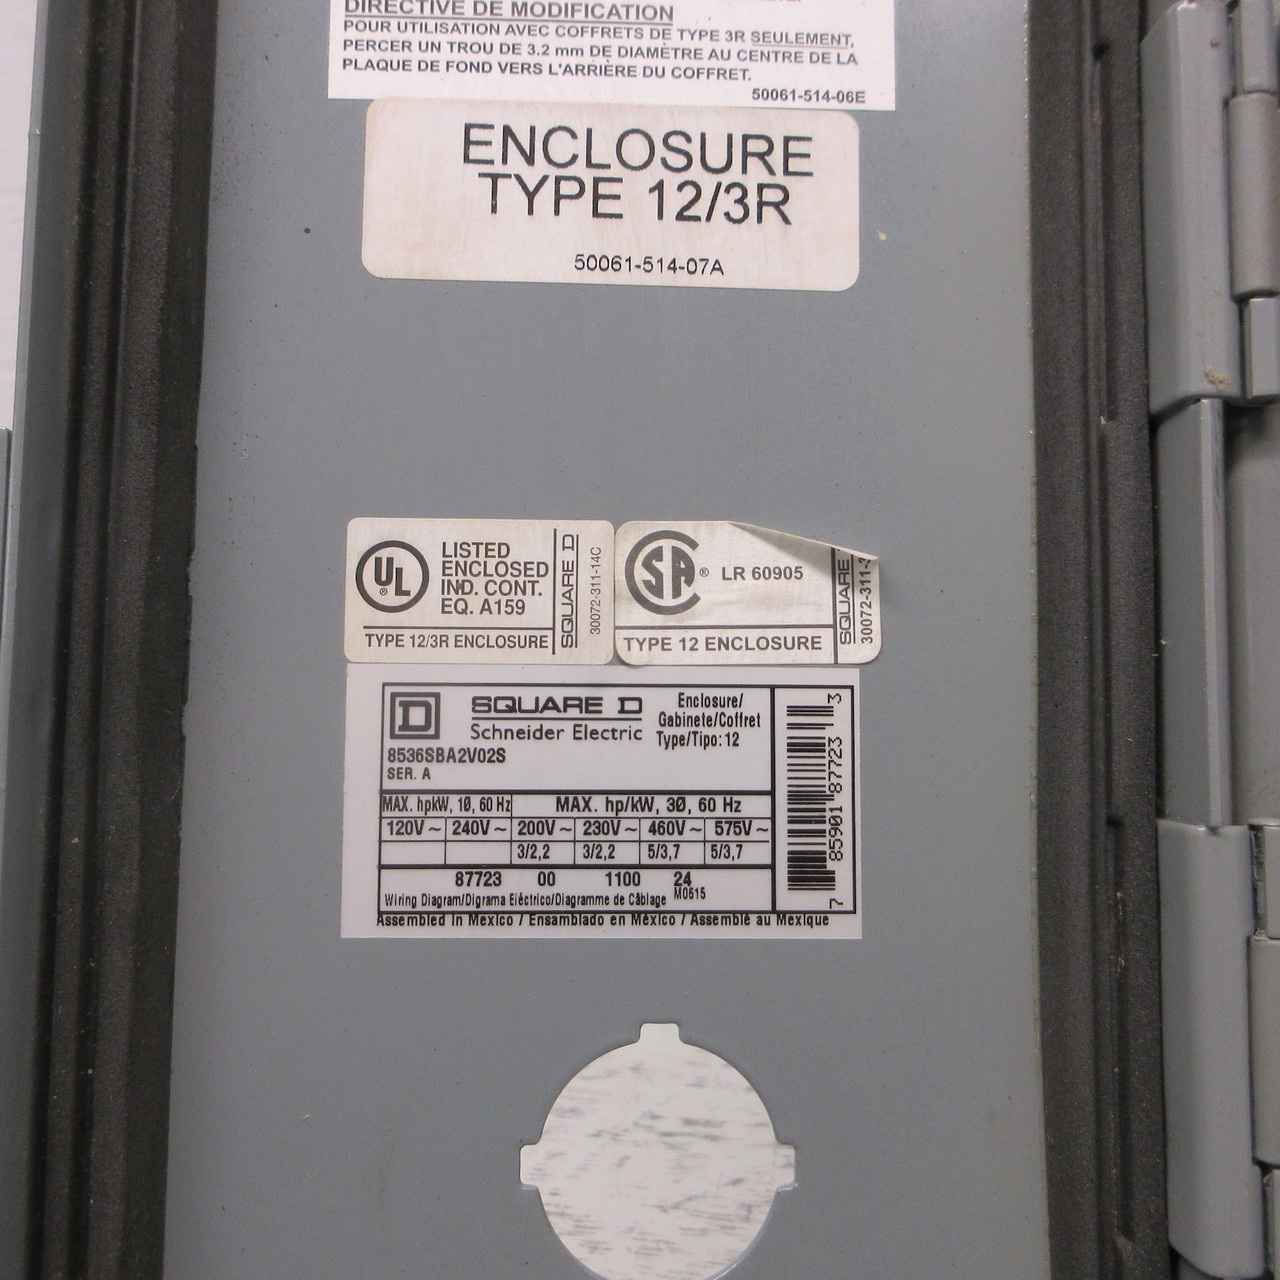 DIRECTIVE DE MODIFICATION
POUR UTILISATION AVEC COFFRETS DE TYPE 3R SEULEMENT,
PERCER UN TROU DE 3.2 mm DE DIAMÈTRE AU CENTRE DE LA
PLAQUE DE FOND VERS L'ARRIÈRE DU COFFRET.
50061-514-06E
ENCLOSURE
TYPE 12/3R
50061-514-07A
UL
LISTED
ENCLOSED
IND. CONT.
EQ. A159
TYPE 12/3R ENCLOSURE
SQUARE D
30072-311-14C
SA ® LR 60905
TYPE 12 ENCLOSURE
SQUARE
30072-311-
D SQUARE D
Schneider Electric
Enclosure/
Gabinete/Coffret
Type/Tipo: 12
8536SBA2V02S
SER. A
MAX. hpkW, 1Ø, 60 Hz MAX. hp/kW, 3Ø, 60 Hz
120V ~ 240V ~ 200V ~ 230V ~ 460V ~ 575V ~
3/2,2 3/2,2 5/3,7 5/3,7
87723 00 1100 24
Wiring Diagram/Digrama Eléctrico/Diagramme de Câblage M0615
Assembled in Mexico / Ensamblado en México / Assemblé au Mexique
7 85901 87723 3